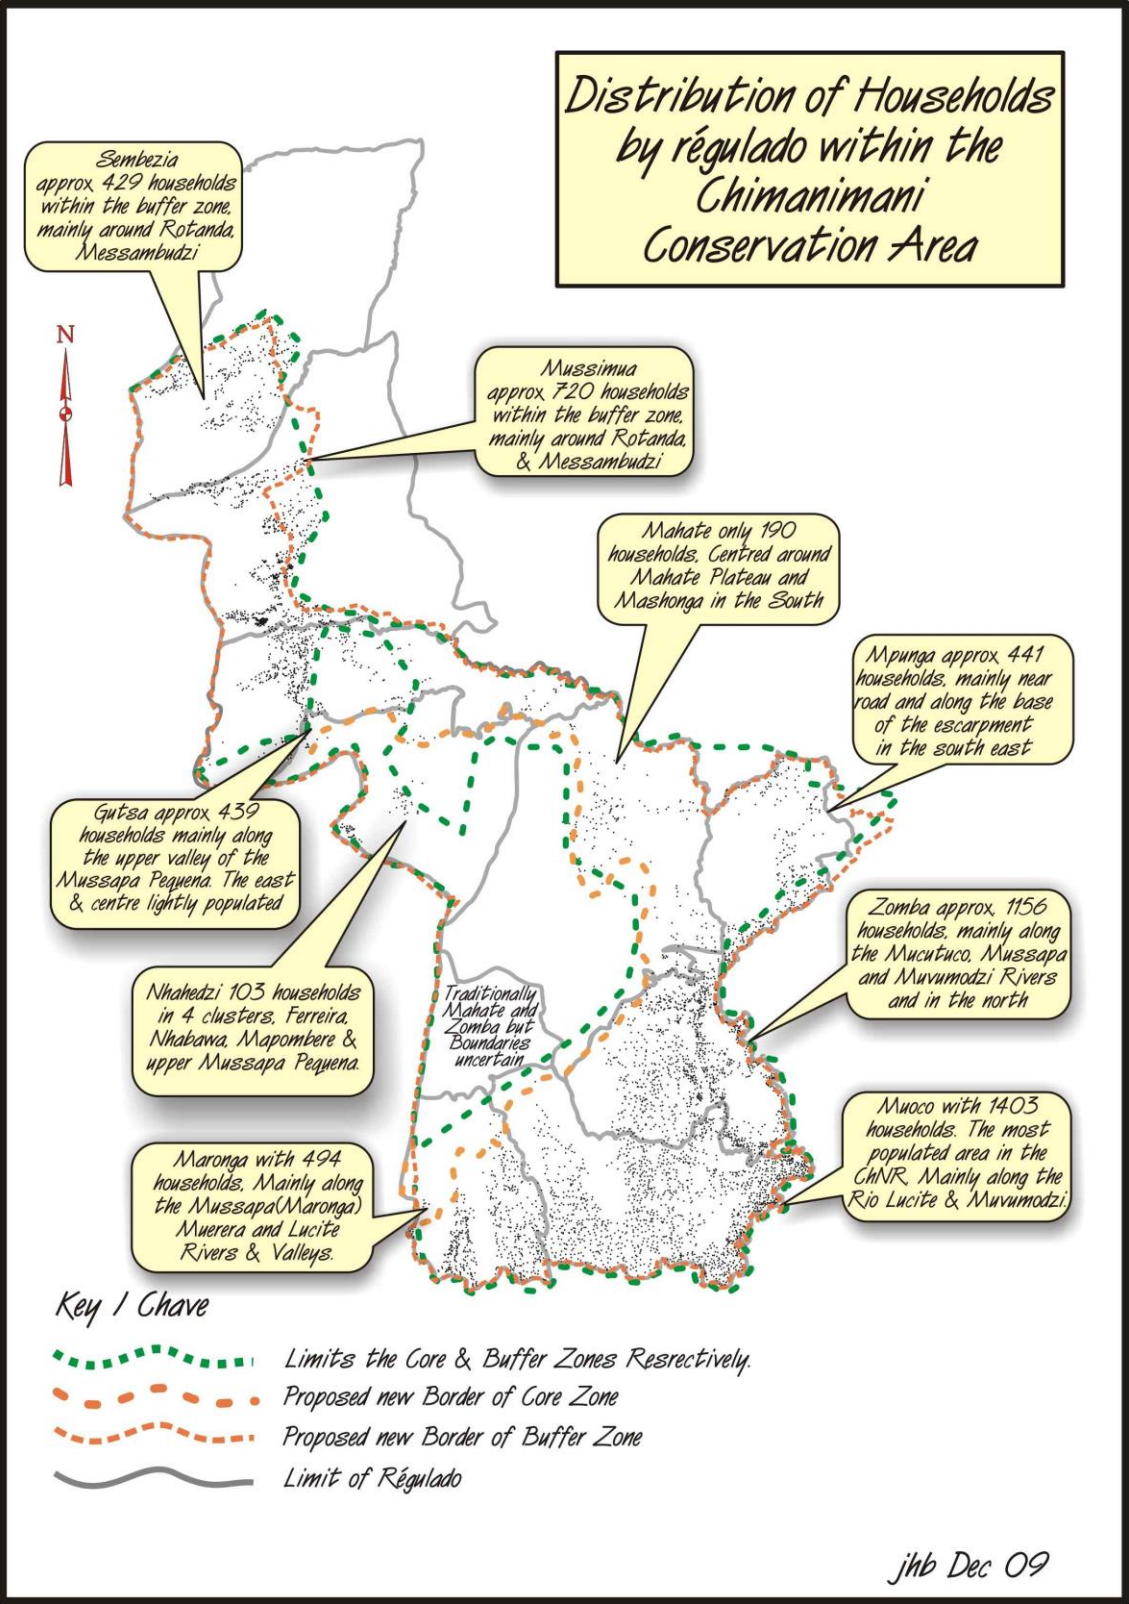 Distribution of Households
by régulado within the
Chimanimani
Conservation Area
Sembezia
approx 429 households
within the buffer zone,
mainly around Rotanda,
Messambudzi
N
Mussimua
approx 720 households
within the buffer zone,
mainly around Rotanda,
& Messambudzi
Mahate only 190
households, Centred around
Mahate Plateau and
Mashonga in the South
Mpunga approx 441
households, mainly near
road and along the base
of the escarpment
in the south east
Gutsa approx 439
households mainly along
the upper valley of the
Mussapa Pequena. The east
& centre lightly populated
Zomba approx, 1156
households, mainly along
the Mucutuco, Mussapa
and Muvumodzi Rivers
and in the north
Nhahedzi 103 households
in 4 clusters, Ferreira,
Nhabawa, Mapombere &
upper Mussapa Pequena.
Traditionally
Mahate and
Zomba but
Boundaries
uncertain
Muoco with 1403
households. The most
populated area in the
ChNR, Mainly along the
Rio Lucite & Muvumodzi.
Maronga with 494
households, Mainly along
the Mussapa(Maronga)
Muerera and Lucite
Rivers & Valleys.
Key / Chave
Limits the Core & Buffer Zones Resrectively.
Proposed new Border of Core Zone
Proposed new Border of Buffer Zone
Limit of Régulado
jhb Dec 09